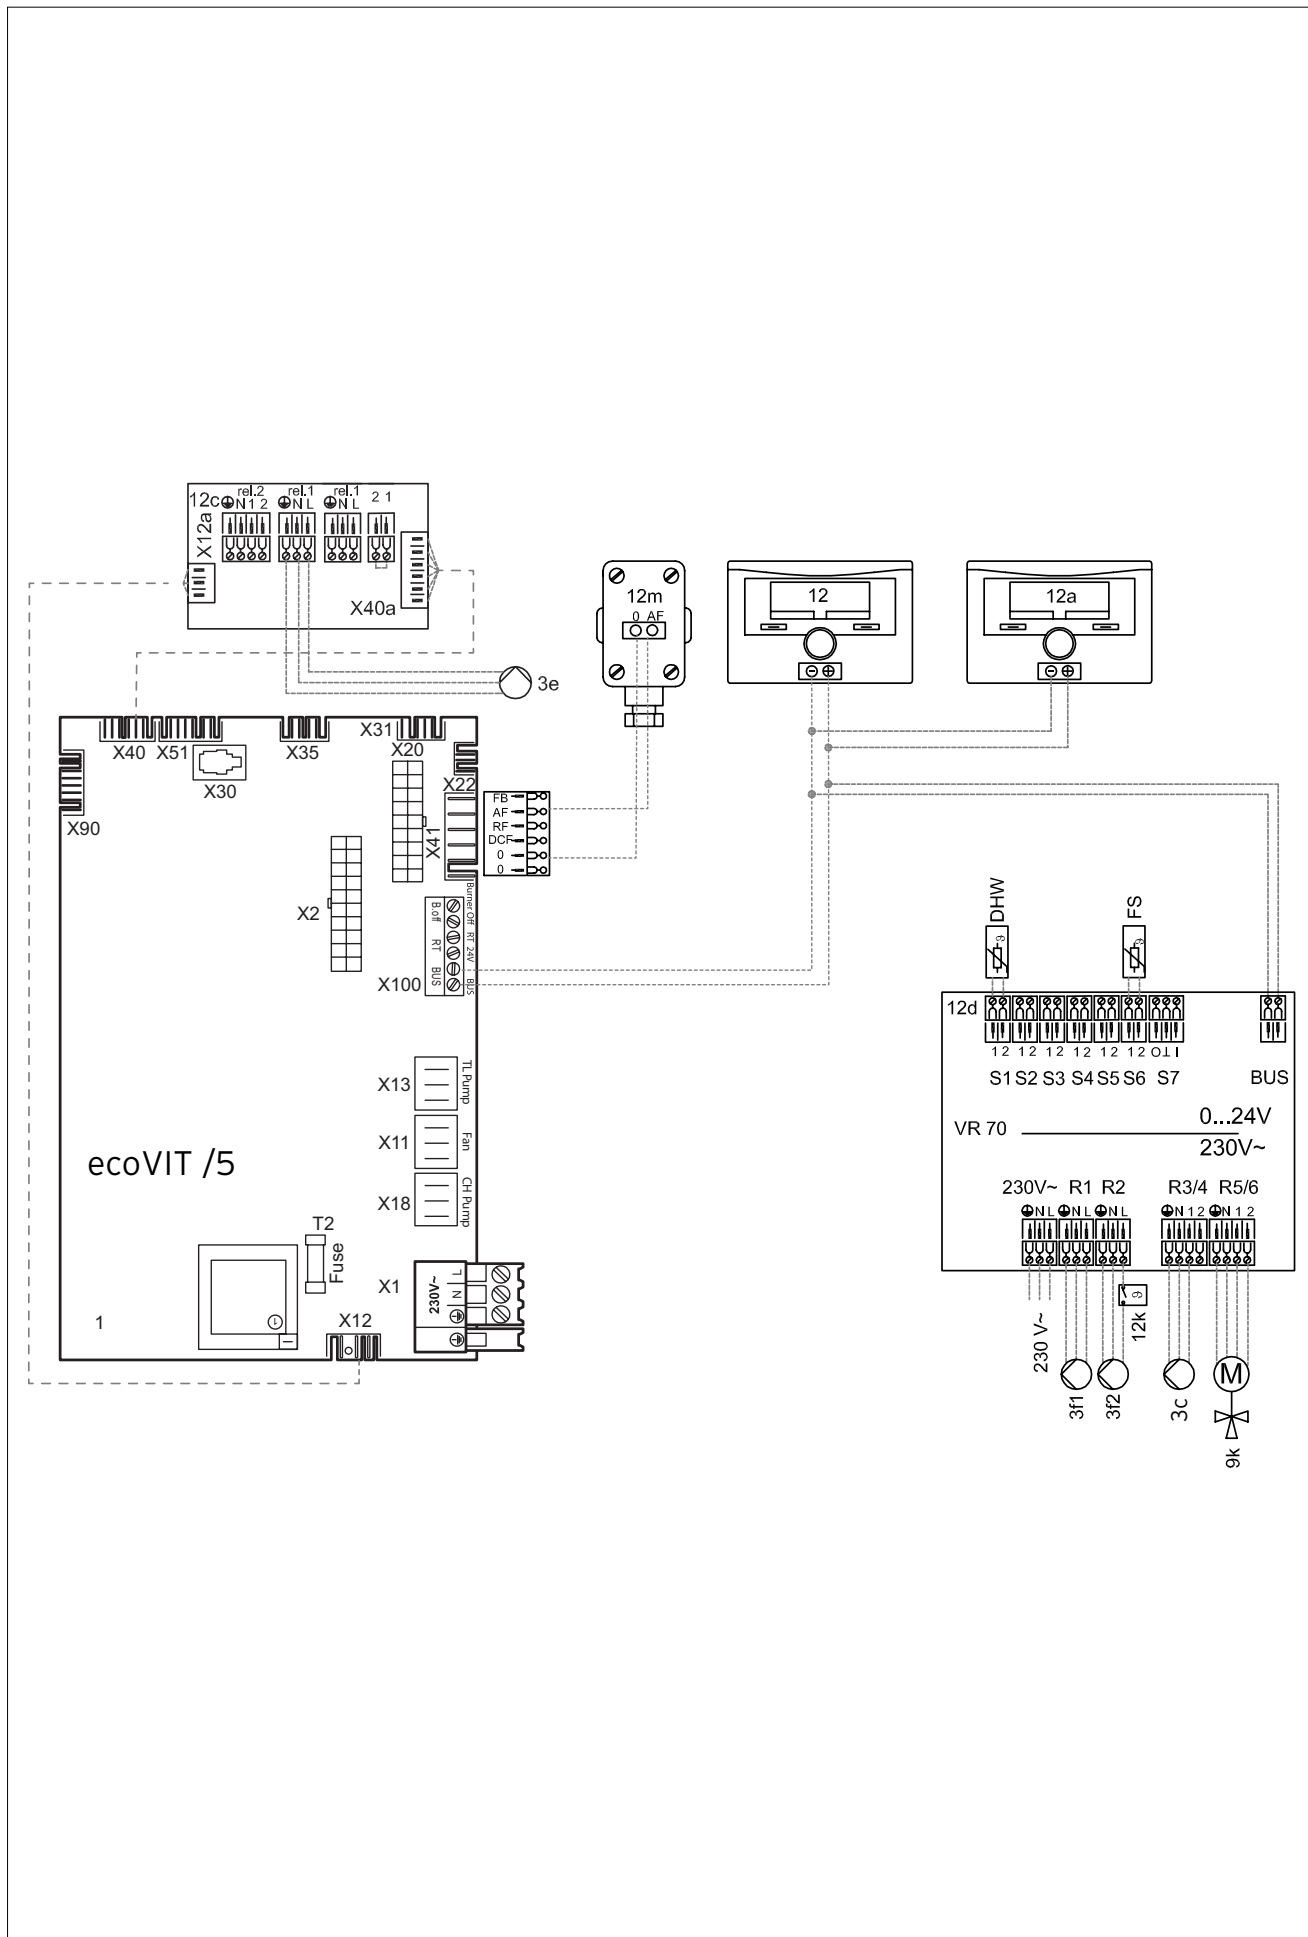 12c
rel.2
rel.1
rel.1
N 1 2
N L
N L
2 1
X12a
X40a
3e
12m
0 AF
12
12a
X40
X51
X35
X31
X30
X20
X22
X90
X41
FB
AF
RF
DCF
0
0
X2
Burner Off
RT 24V
BUS
B.off
RT
BUS
X100
DHW
FS
12d
1 2
1 2
1 2
1 2
1 2
1 2
S1
S2
S3
S4
S5
S6
S7
BUS
VR 70
0...24V
230V~
X13
TL Pump
X11
Fan
X18
CH Pump
ecoVIT /5
230V~
R1
R2
R3/4
R5/6
N L
N L
N L
N 1 2
N 1 2
T2
Fuse
X1
230V~
L
N
1
1
X12
230 V~
3f1
3f2
12k
3c
M
9k